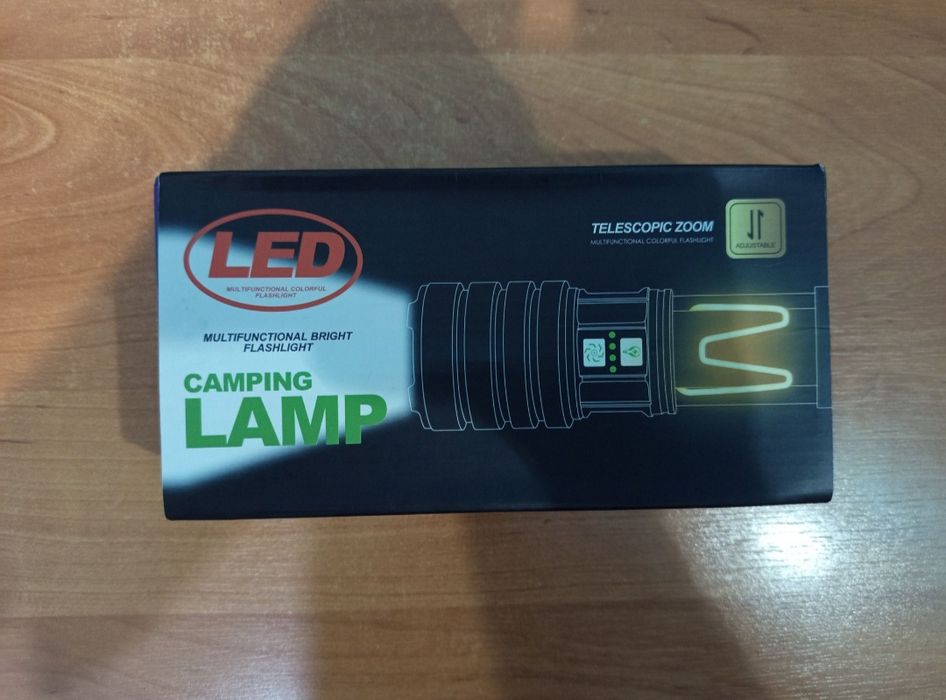 LED
MULTIFUNCTIONAL COLORFUL
FLASHLIGHT
MULTIFUNCTIONAL BRIGHT
FLASHLIGHT
CAMPING
LAMP
TELESCOPIC ZOOM
MULTIFUNCTIONAL COLORFUL FLASHLIGHT
ADJUSTABLE